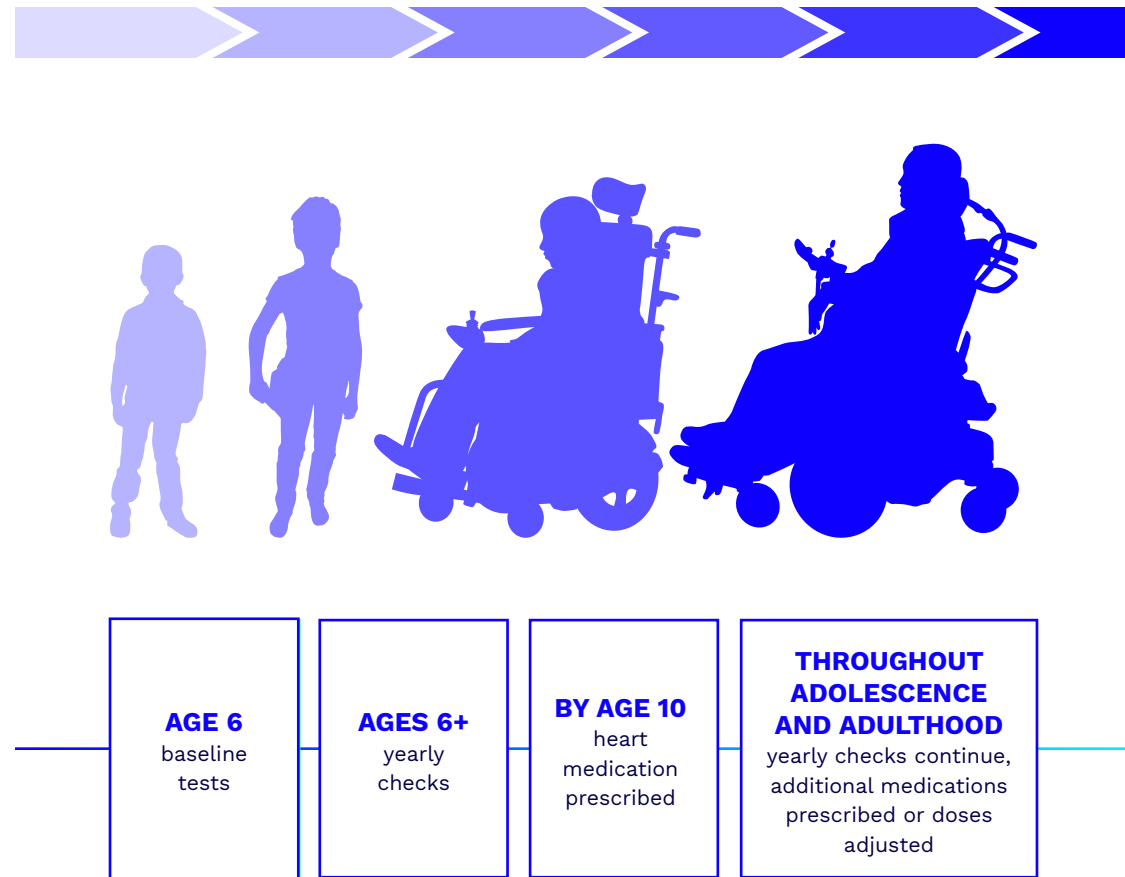 AGE 6
baseline
tests
AGES 6+
yearly
checks
BY AGE 10
heart
medication
prescribed
THROUGHOUT
ADOLESCENCE
AND ADULTHOOD
yearly checks continue,
additional medications
prescribed or doses
adjusted